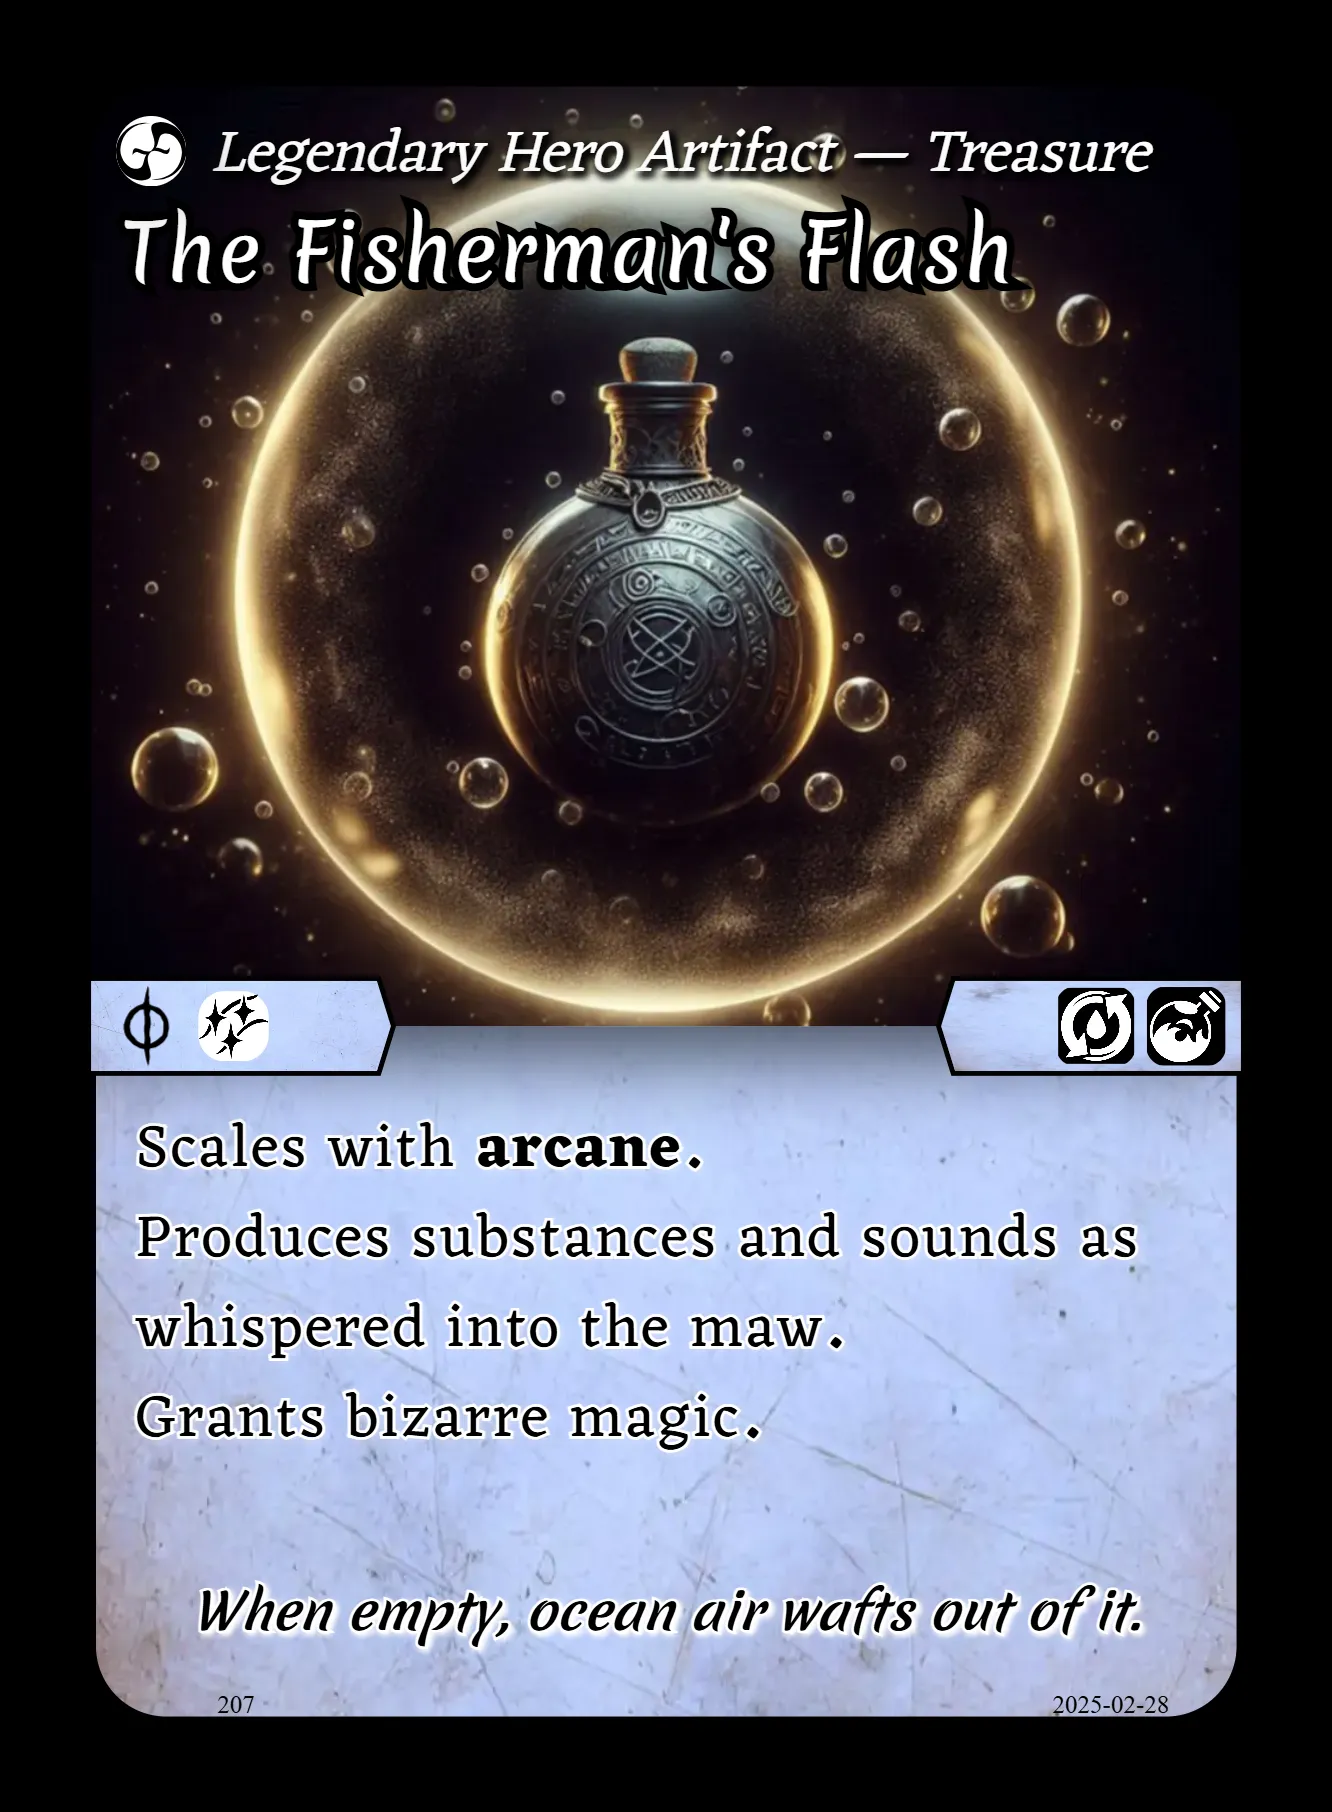 Legendary Hero Artifact — Treasure
The Fisherman's Flash
Scales with arcane.
Produces substances and sounds as
whispered into the maw.
Grants bizarre magic.
When empty, ocean air wafts out of it.
207
2025-02-28